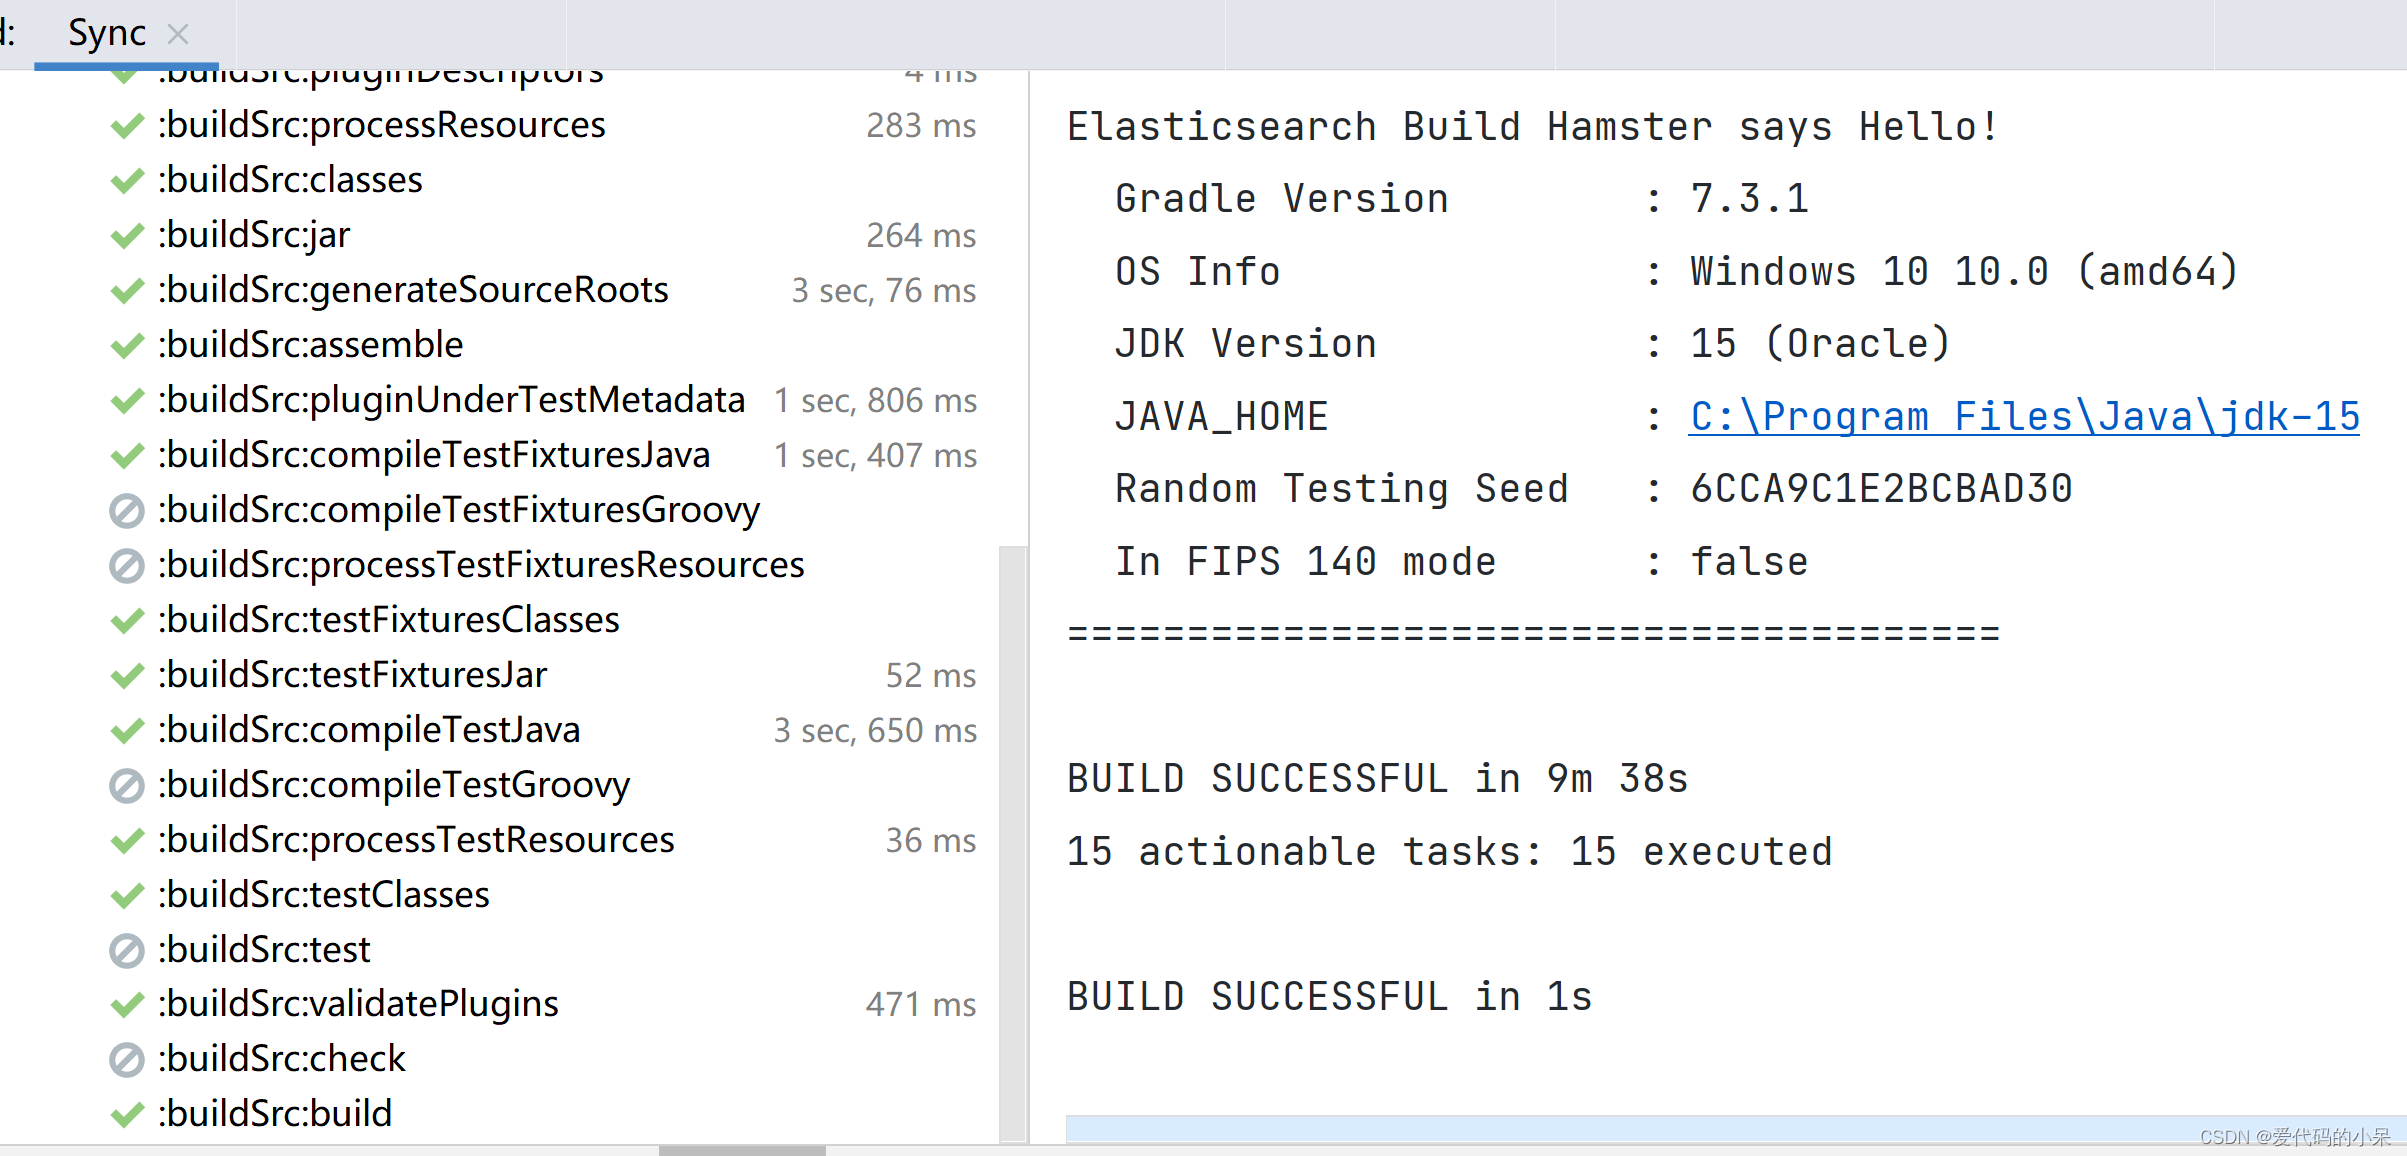 d:
Sync
:buildSrc:pluginDescriptors 4 ms
:buildSrc:processResources 283 ms
:buildSrc:classes
:buildSrc:jar 264 ms
:buildSrc:generateSourceRoots 3 sec, 76 ms
:buildSrc:assemble
:buildSrc:pluginUnderTestMetadata 1 sec, 806 ms
:buildSrc:compileTestFixturesJava 1 sec, 407 ms
:buildSrc:compileTestFixturesGroovy
:buildSrc:processTestFixturesResources
:buildSrc:testFixturesClasses
:buildSrc:testFixturesJar 52 ms
:buildSrc:compileTestJava 3 sec, 650 ms
:buildSrc:compileTestGroovy
:buildSrc:processTestResources 36 ms
:buildSrc:testClasses
:buildSrc:test
:buildSrc:validatePlugins 471 ms
:buildSrc:check
:buildSrc:build
Elasticsearch Build Hamster says Hello!
Gradle Version : 7.3.1
OS Info : Windows 10 10.0 (amd64)
JDK Version : 15 (Oracle)
JAVA_HOME : C:\Program Files\Java\jdk-15
Random Testing Seed : 6CCA9C1E2BCBAD30
In FIPS 140 mode : false
=======================================
BUILD SUCCESSFUL in 9m 38s
15 actionable tasks: 15 executed
BUILD SUCCESSFUL in 1s
CSDN @爱代码的小呆